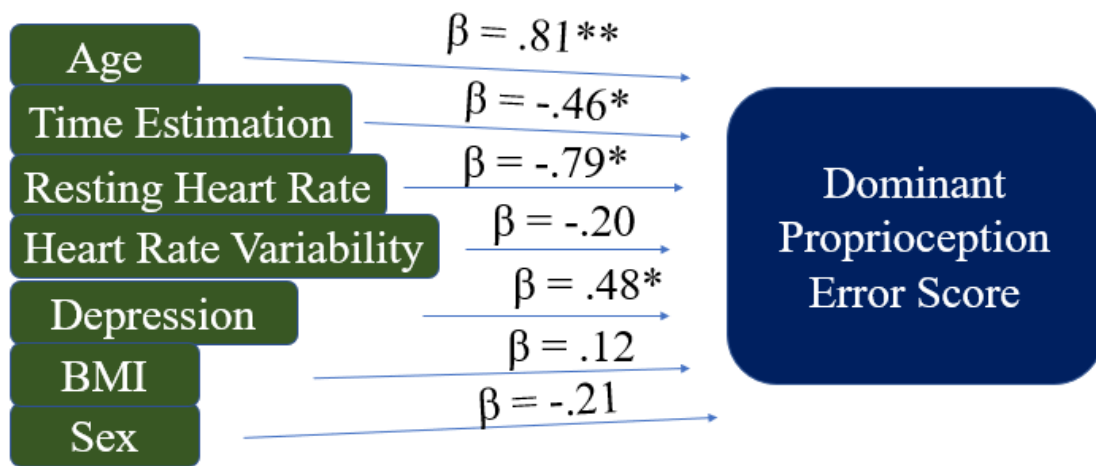 Age
β = .81**
Time Estimation
β = -.46*
Resting Heart Rate
β = -.79*
Heart Rate Variability
β = -.20
Depression
β = .48*
BMI
β = .12
Sex
β = -.21
Dominant
Proprioception
Error Score